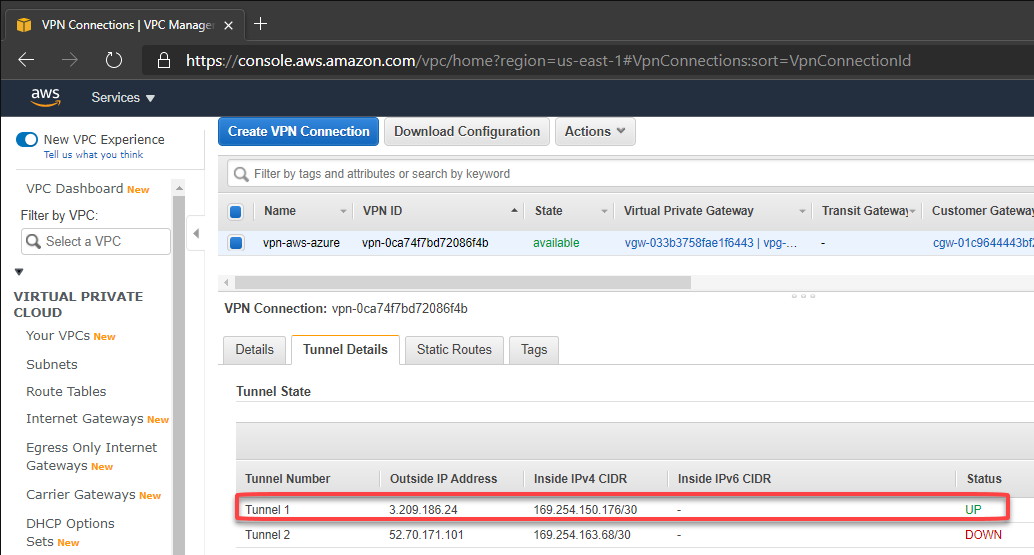 VPN Connections | VPC Manage
https://console.aws.amazon.com/vpc/home?region=us-east-1#VpnConnections:sort=VpnConnectionId
aws
Services
New VPC Experience
Tell us what you think
VPC Dashboard New
Filter by VPC:
Select a VPC
VIRTUAL PRIVATE
CLOUD
Your VPCs New
Subnets
Route Tables
Internet Gateways New
Egress Only Internet
Gateways New
Carrier Gateways New
DHCP Options
Sets New
Create VPN Connection Download Configuration Actions
Filter by tags and attributes or search by keyword
Name VPN ID State Virtual Private Gateway Transit Gateway Customer Gateway
vpn-aws-azure vpn-0ca74f7bd72086f4b available vgw-033b3758fae1f6443 | vpg-... - cgw-01c9644443bf2
VPN Connection: vpn-0ca74f7bd72086f4b
Details Tunnel Details Static Routes Tags
Tunnel State
Tunnel Number Outside IP Address Inside IPv4 CIDR Inside IPv6 CIDR Status
Tunnel 1 3.209.186.24 169.254.150.176/30 - UP
Tunnel 2 52.70.171.101 169.254.163.68/30 - DOWN